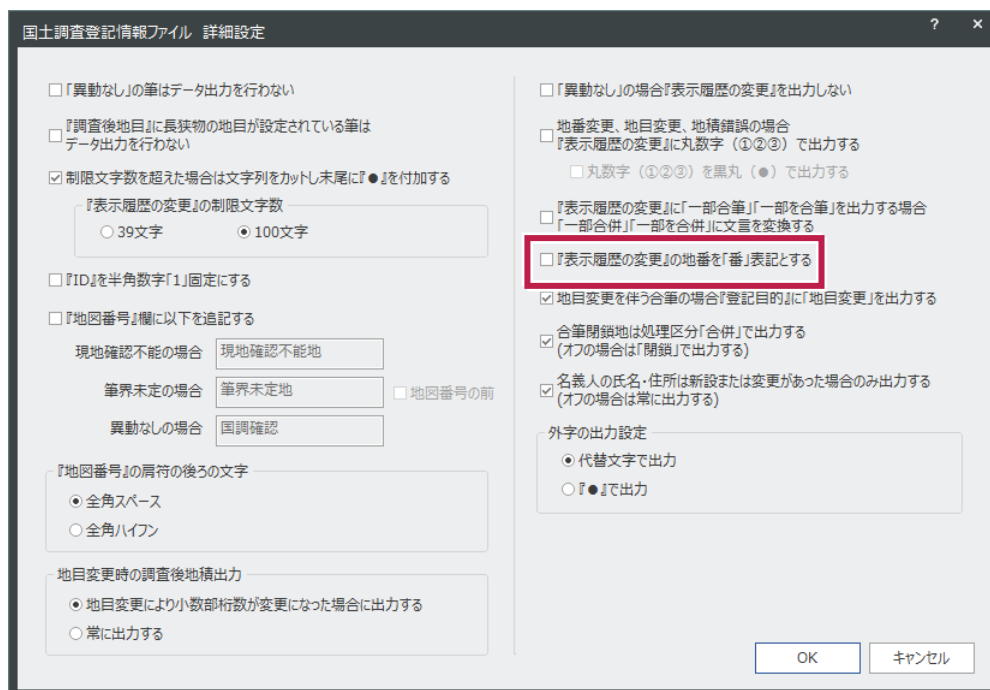 国土調査登記情報ファイル 詳細設定
? ×
「異動なし」の筆はデータ出力を行わない
『調査後地目』に長狭物の地目が設定されている筆は
データ出力を行わない
制限文字数を超えた場合は文字列をカットし末尾に『●』を付加する
『表示履歴の変更』の制限文字数
39文字
100文字
『ID』を半角数字「1」固定にする
『地図番号』欄に以下を追記する
現地確認不能の場合 現地確認不能地
筆界未定の場合 筆界未定地 地図番号の前
異動なしの場合 国調確認
『地図番号』の肩符の後ろの文字
全角スペース
全角ハイフン
地目変更時の調査後地積出力
地目変更により小数部桁数が変更になった場合に出力する
常に出力する
「異動なし」の場合『表示履歴の変更』を出力しない
地番変更、地目変更、地積錯誤の場合
『表示履歴の変更』に丸数字（①②③）で出力する
丸数字（①②③）を黒丸（●）で出力する
『表示履歴の変更』に「一部合筆」「一部を合筆」を出力する場合
「一部合併」「一部を合併」に文言を変換する
『表示履歴の変更』の地番を「番」表記とする
地目変更を伴う合筆の場合『登記目的』に「地目変更」を出力する
合筆閉鎖地は処理区分「合併」で出力する
(オフの場合は「閉鎖」で出力する)
名義人の氏名・住所は新設または変更があった場合のみ出力する
(オフの場合は常に出力する)
外字の出力設定
代替文字で出力
『●』で出力
OK キャンセル